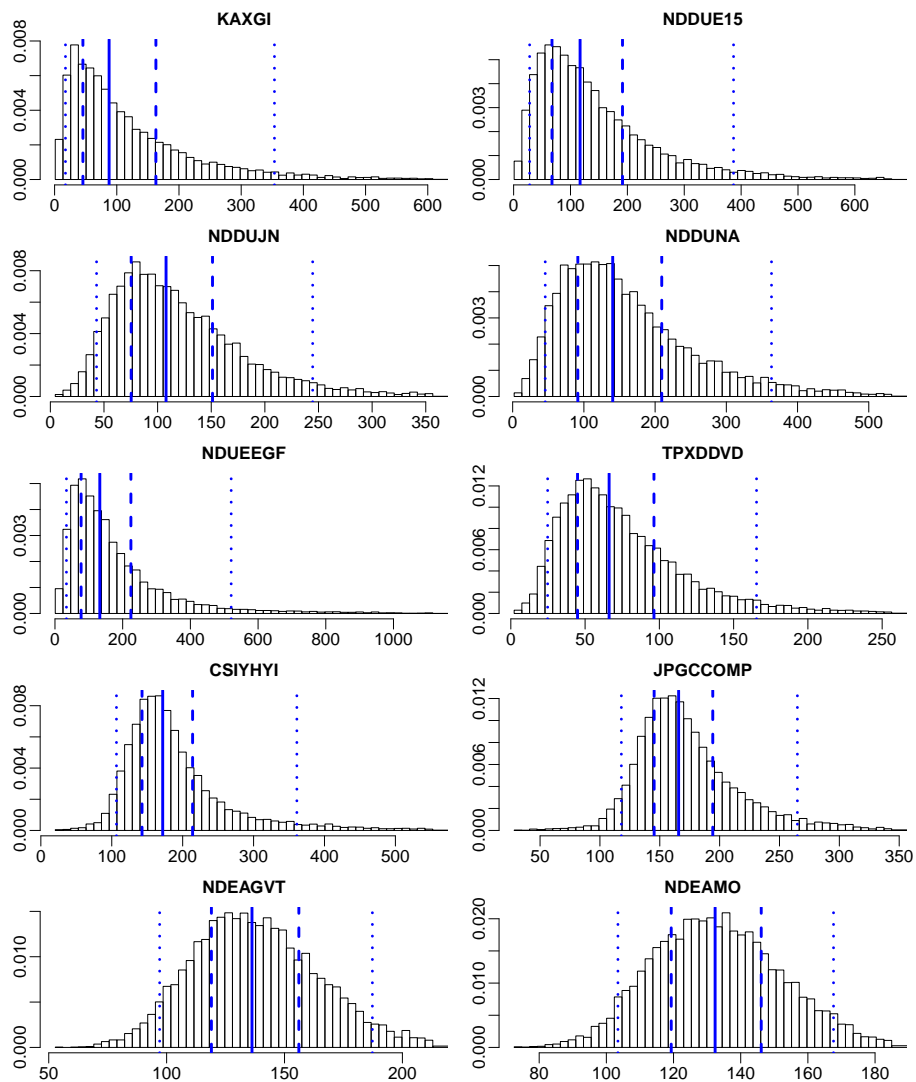 KAXGI
0.000 0.004 0.008
0 100 200 300 400 500 600
NDDUE15
0.000 0.003
0 100 200 300 400 500 600
NDDUJN
0.000 0.004 0.008
0 50 100 150 200 250 300 350
NDDUNA
0.000 0.003
0 100 200 300 400 500
NDUEEGF
0.000 0.003
0 200 400 600 800 1000
TPXDDVD
0.000 0.006 0.012
0 50 100 150 200 250
CSIYHYI
0.000 0.004 0.008
0 100 200 300 400 500
JPGCCOMP
0.000 0.006 0.012
50 100 150 200 250 300 350
NDEAGVT
0.000 0.010
50 100 150 200
NDEAMO
0.000 0.010 0.020
80 100 120 140 160 180